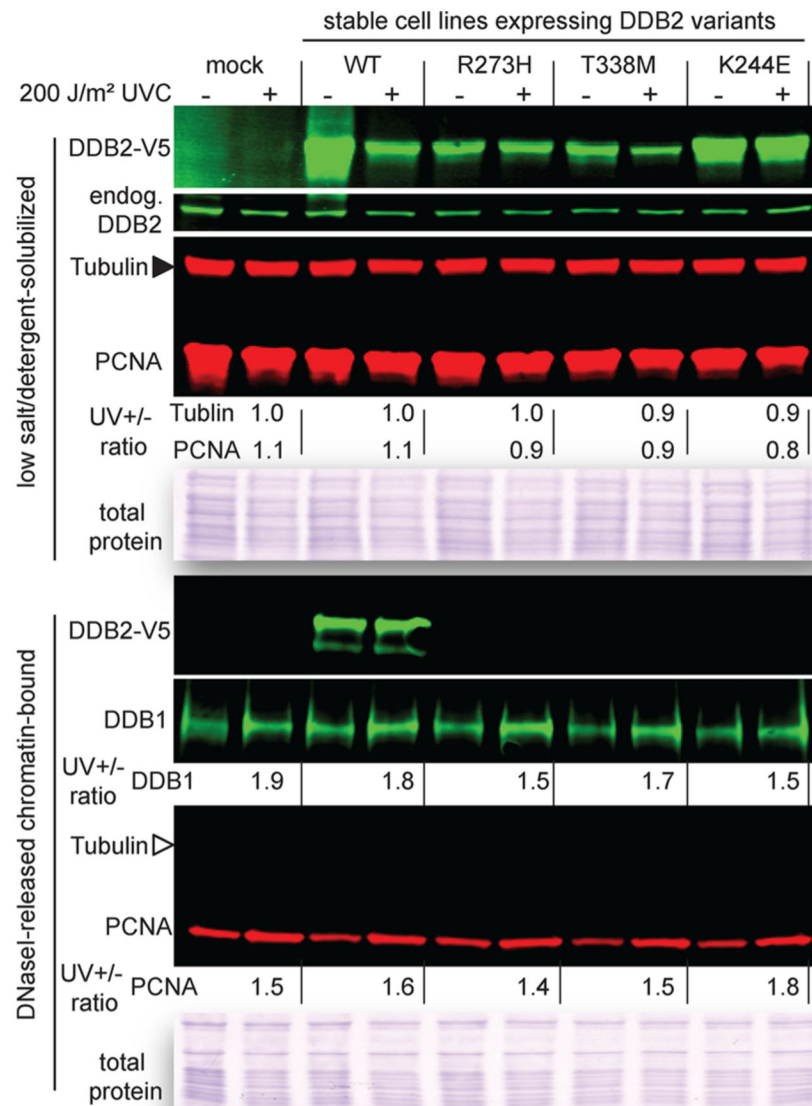 stable cell lines expressing DDB2 variants
mock WT R273H T338M K244E
200 J/m² UVC - + - + - + - + - +
low salt/detergent-solubilized
DDB2-V5
endog.
DDB2
Tubulin
PCNA
UV+/-
ratio
Tublin 1.0 1.0 1.0 0.9 0.9
PCNA 1.1 1.1 0.9 0.9 0.8
total
protein
DNaseI-released chromatin-bound
DDB2-V5
DDB1
UV+/-
ratio
DDB1 1.9 1.8 1.5 1.7 1.5
Tubulin
PCNA
UV+/-
ratio
PCNA 1.5 1.6 1.4 1.5 1.8
total
protein